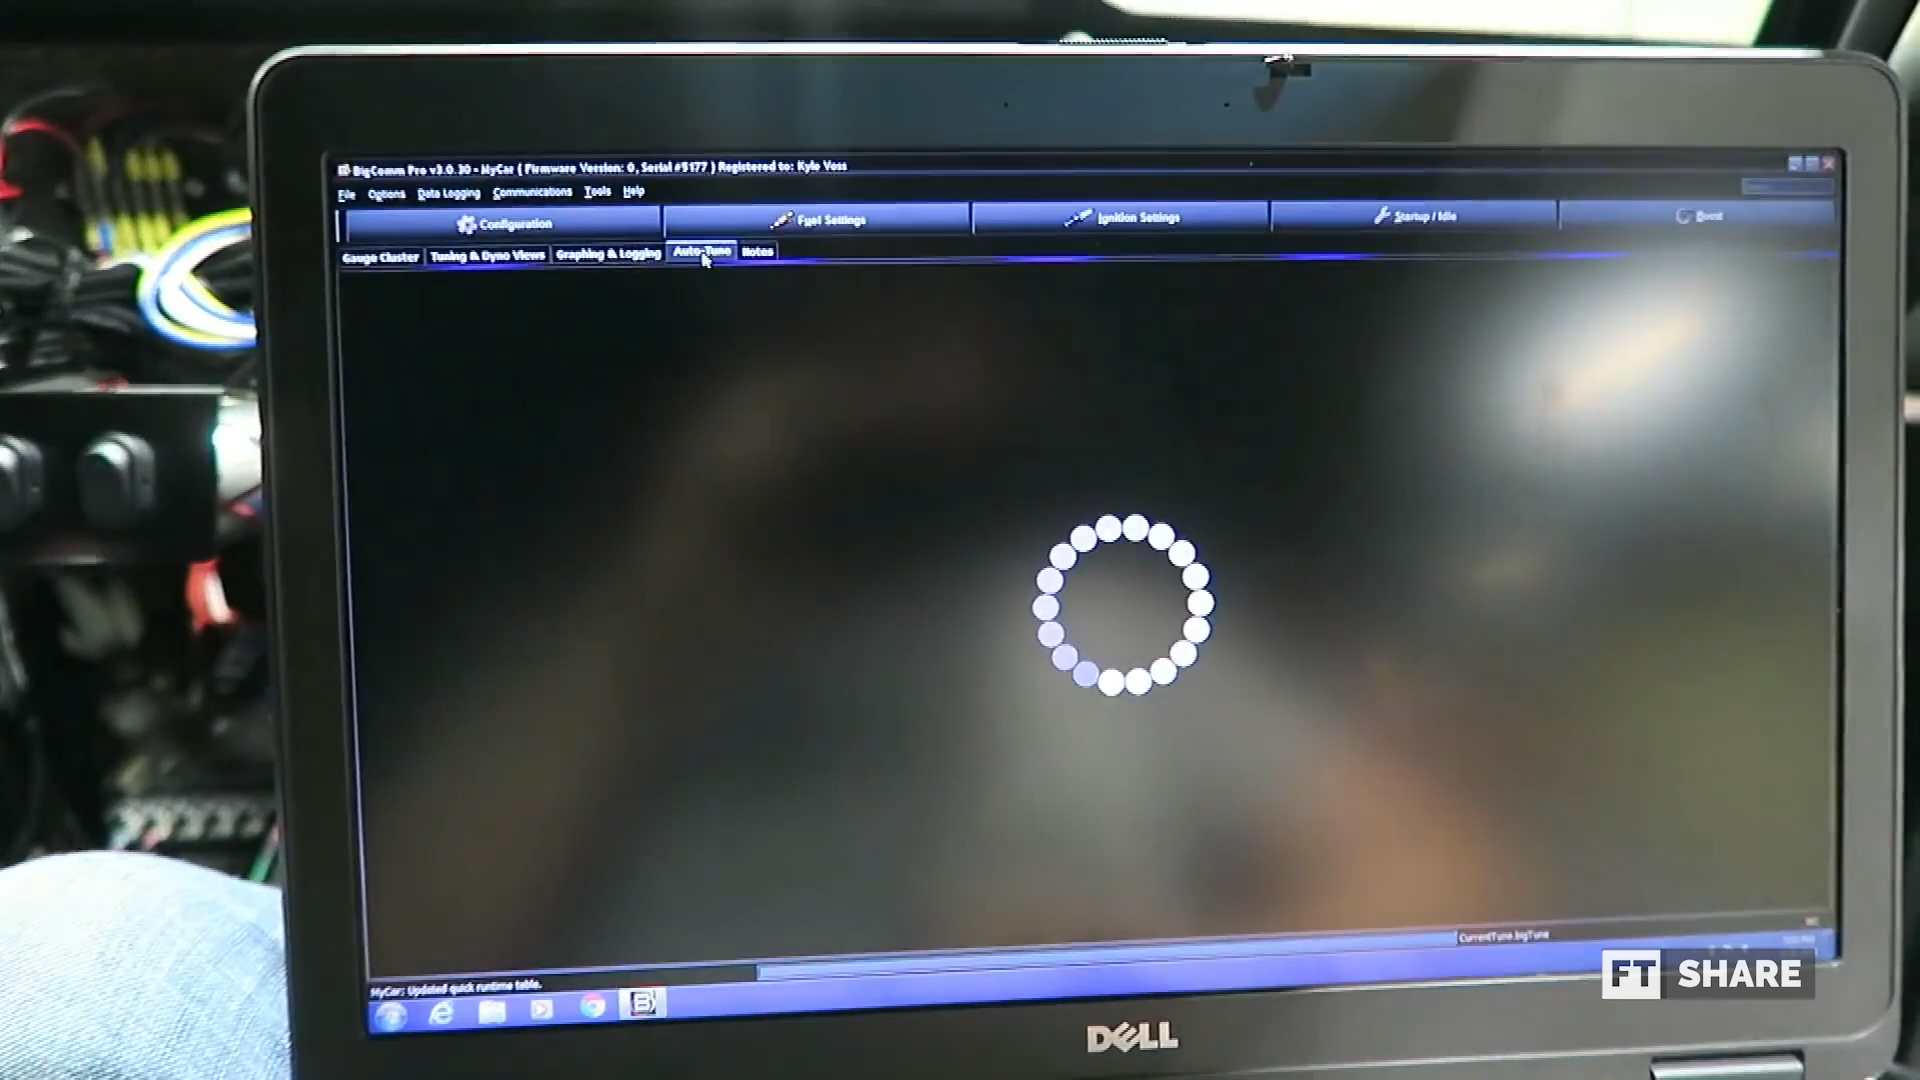 BigComm Pro v3.0.30 - MyCar ( Firmware Version: 0, Serial #5177 ) Registered to: Kyle Voss
File Options Data Logging Communications Tools Help
Configuration Fuel Settings Ignition Settings Startup / Idle Boost
Gauge Cluster Tuning & Dyno Views Graphing & Logging Auto-Tune Notes
CurrentTune.bigTune
MyCar: Updated quick runtime table.
FT SHARE
DELL